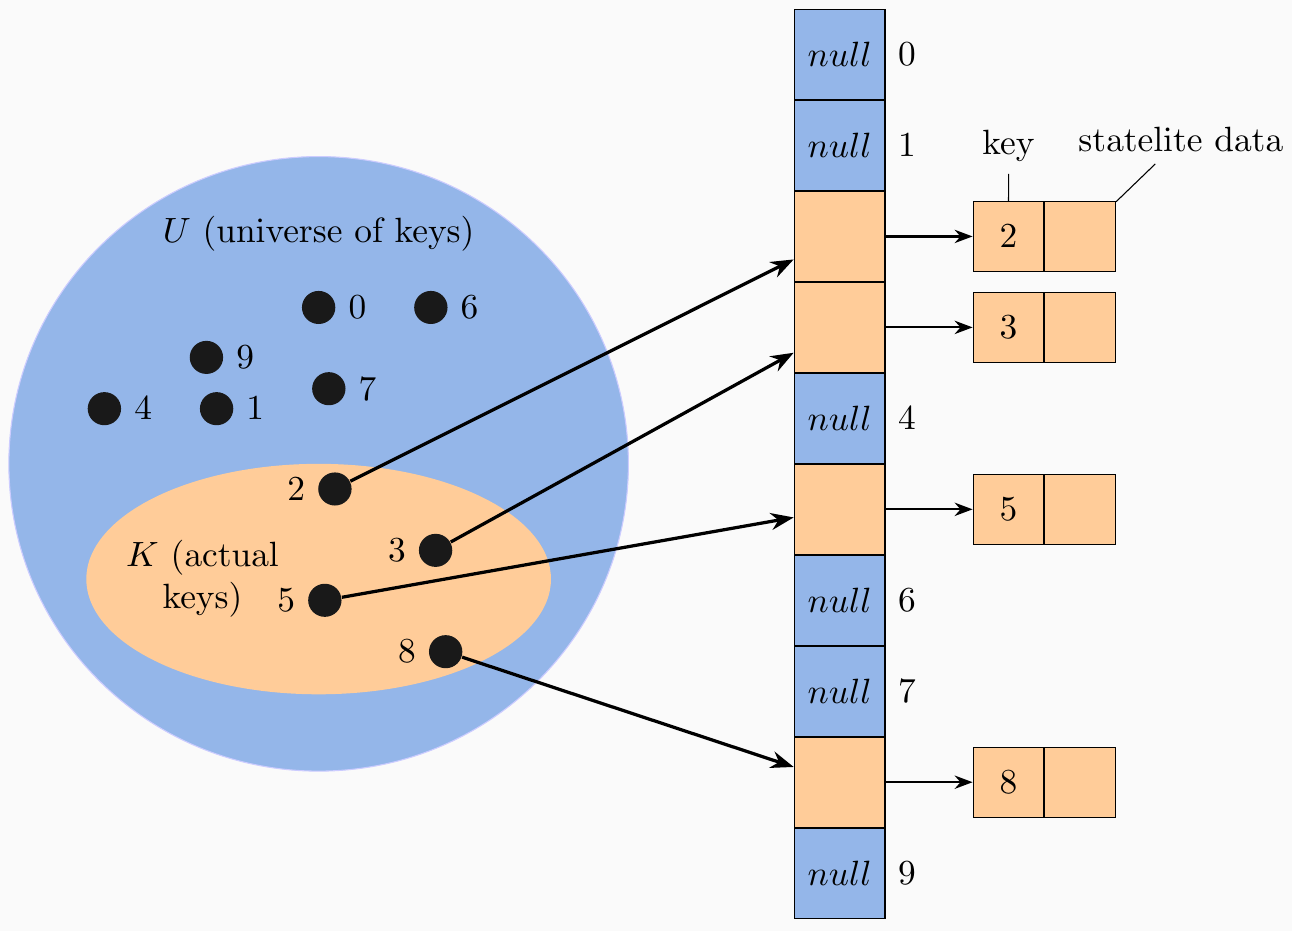 U (universe of keys)
0
6
9
7
4
1
2
3
K (actual
keys)
5
8
null 0
null 1
key
statelite data
2
3
null 4
5
null 6
null 7
8
null 9